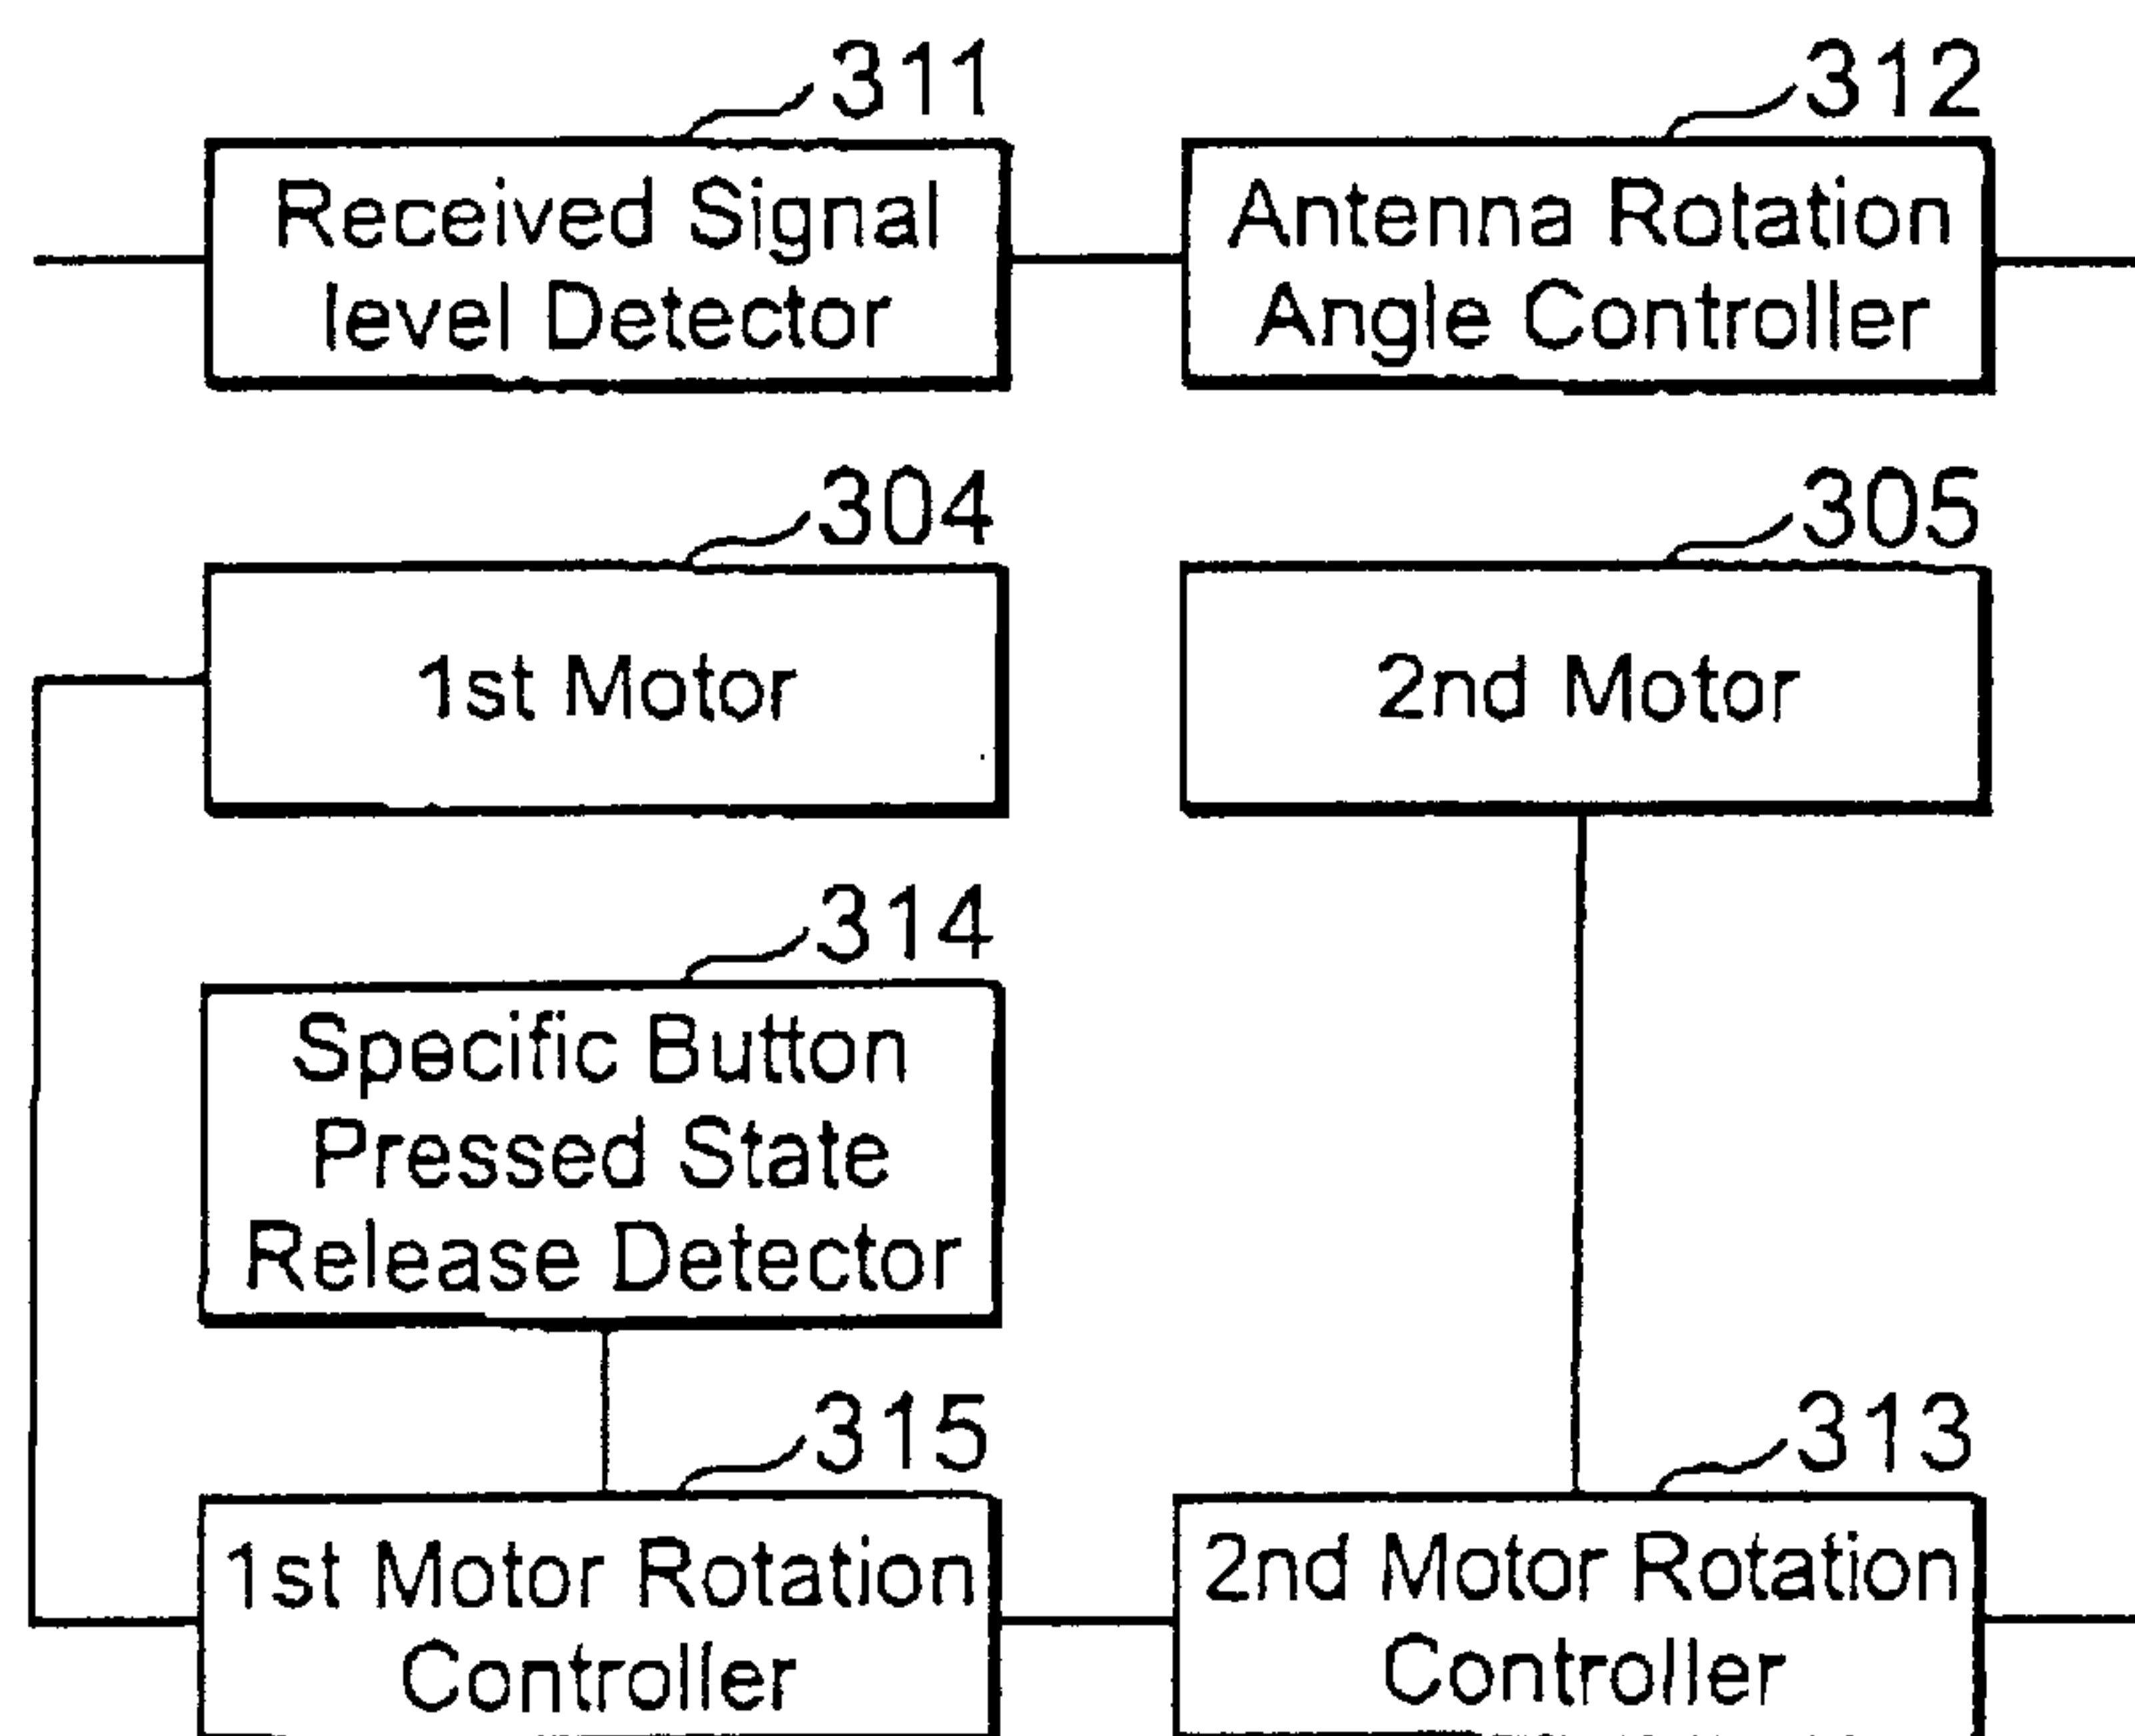 311
Received Signal
level Detector
312
Antenna Rotation
Angle Controller
304
1st Motor
305
2nd Motor
314
Specific Button
Pressed State
Release Detector
315
1st Motor Rotation
Controller
313
2nd Motor Rotation
Controller